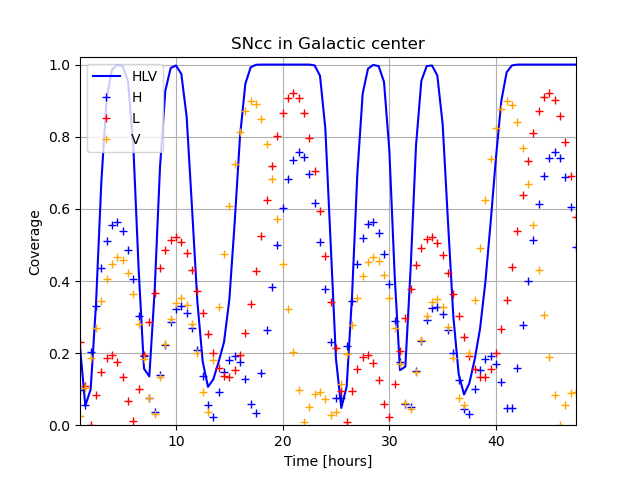 SNcc in Galactic center
HLV
H
L
V
1.0
0.8
0.6
0.4
0.2
0.0
Coverage
10 20 30 40
Time [hours]